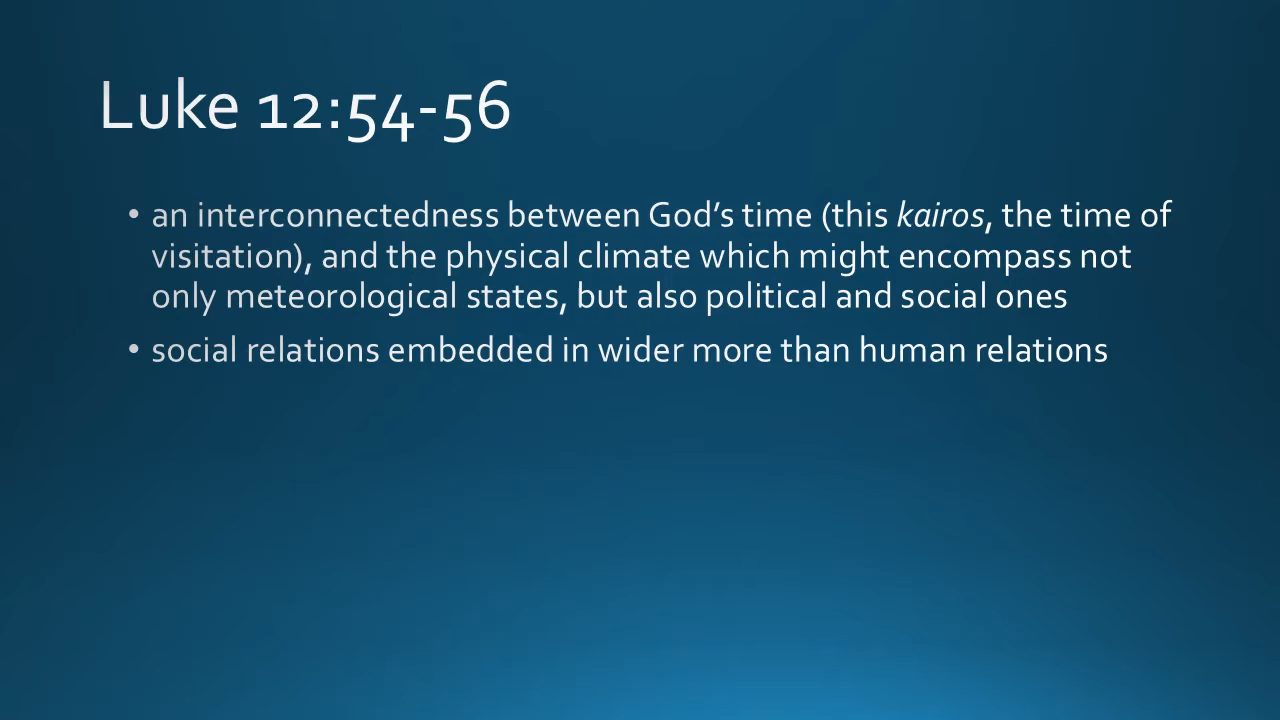 Luke 12:54-56
• an interconnectedness between God’s time (this kairos, the time of
visitation), and the physical climate which might encompass not
only meteorological states, but also political and social ones
• social relations embedded in wider more than human relations